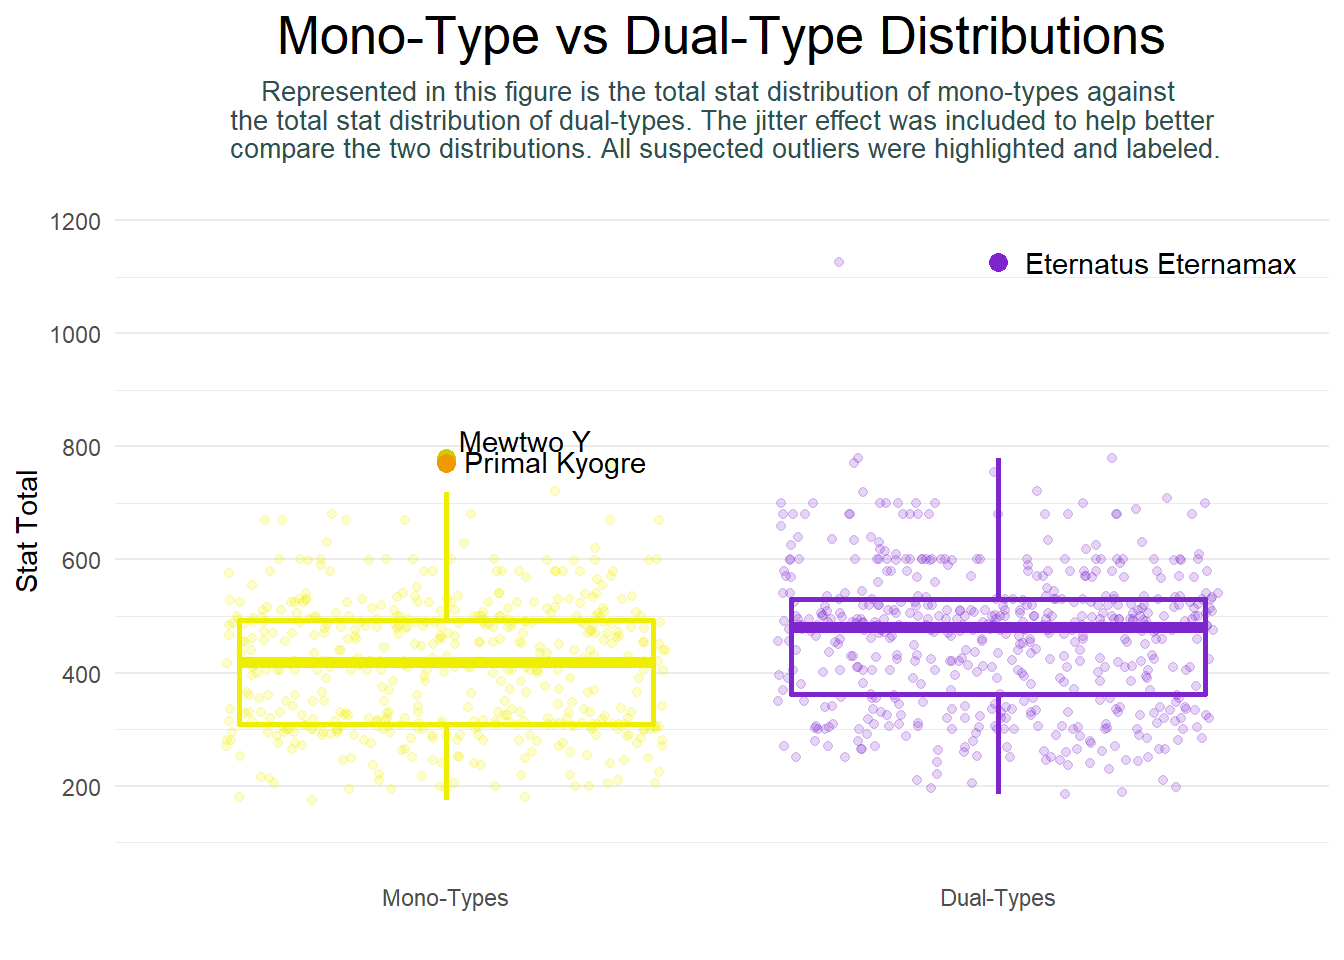 Mono-Type vs Dual-Type Distributions
Represented in this figure is the total stat distribution of mono-types against
the total stat distribution of dual-types. The jitter effect was included to help better
compare the two distributions. All suspected outliers were highlighted and labeled.
1200
Eternatus Eternamax
1000
Mewtwo Y
800
Primal Kyogre
Stat Total
600
400
200
Mono-Types
Dual-Types